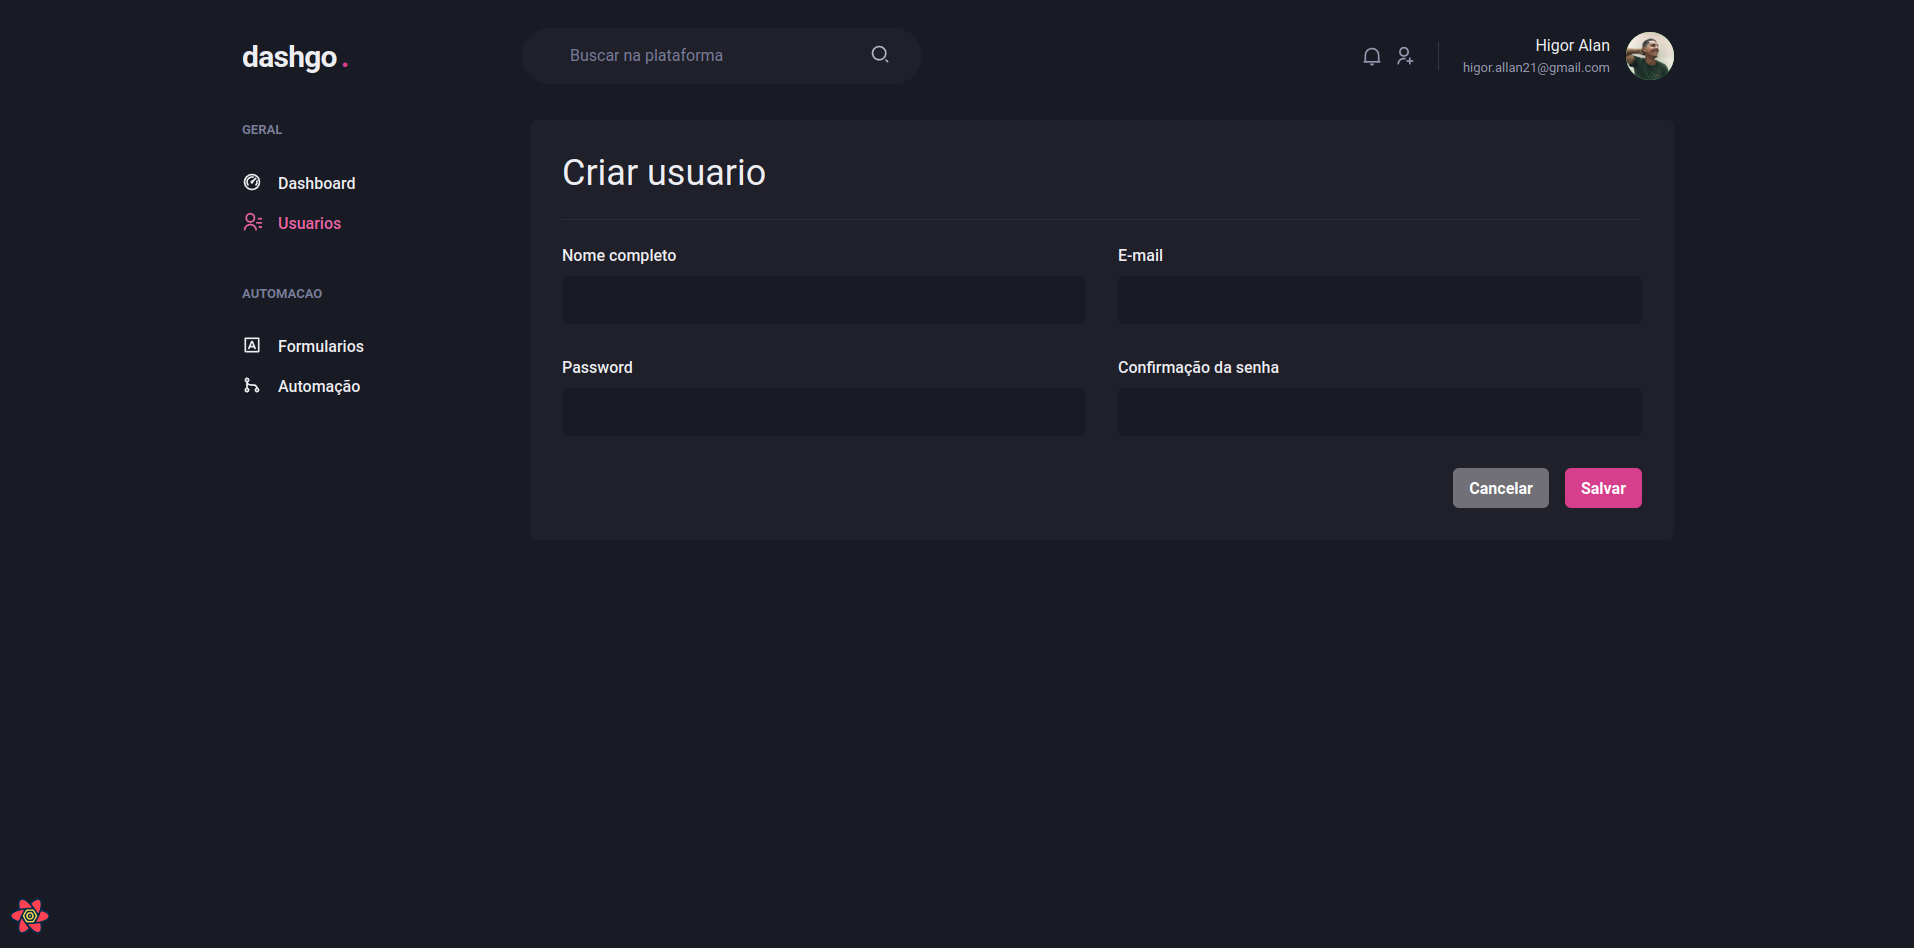 dashgo.
Buscar na plataforma
Higor Alan
higor.allan21@gmail.com
GERAL
Dashboard
Usuarios
AUTOMACAO
Formularios
Automação
Criar usuario
Nome completo
E-mail
Password
Confirmação da senha
Cancelar
Salvar